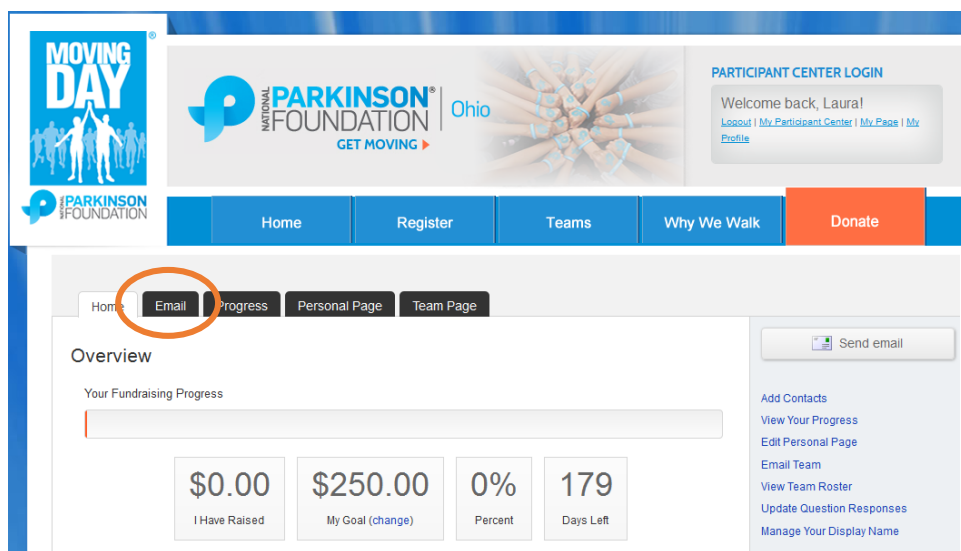 MOVING
DAY
®
NATIONAL
PARKINSON
FOUNDATION
NATIONAL
PARKINSON®
FOUNDATION
Ohio
GET MOVING
PARTICIPANT CENTER LOGIN
Welcome back, Laura!
Logout | My Participant Center | My Page | My
Profile
Home Register Teams Why We Walk Donate
Home Email Progress Personal Page Team Page
Overview
Your Fundraising Progress
$0.00
I Have Raised
$250.00
My Goal (change)
0%
Percent
179
Days Left
Send email
Add Contacts
View Your Progress
Edit Personal Page
Email Team
View Team Roster
Update Question Responses
Manage Your Display Name